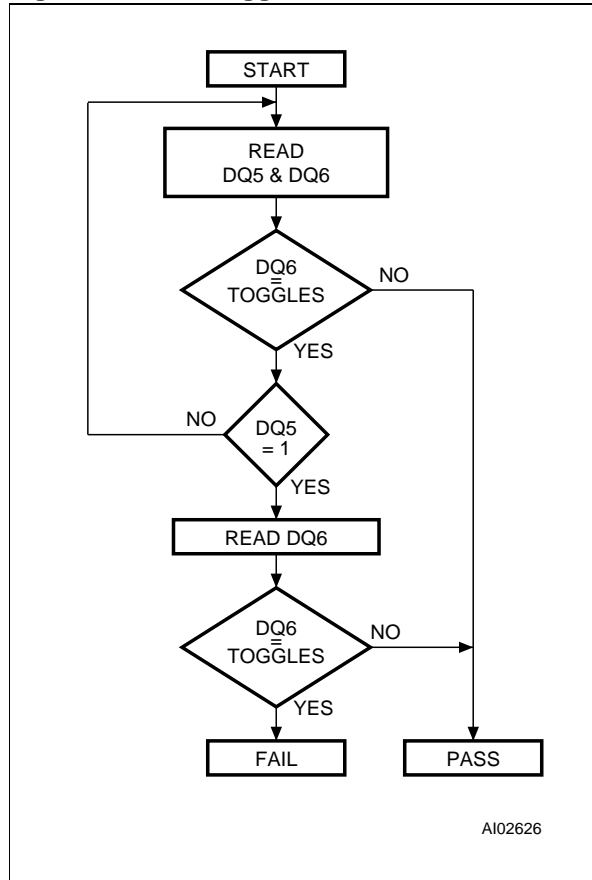 START
READ
DQ5 & DQ6
DQ6
=
TOGGLES
NO
YES
NO
DQ5
= 1
YES
READ DQ6
DQ6
=
TOGGLES
NO
YES
FAIL
PASS
AI02626